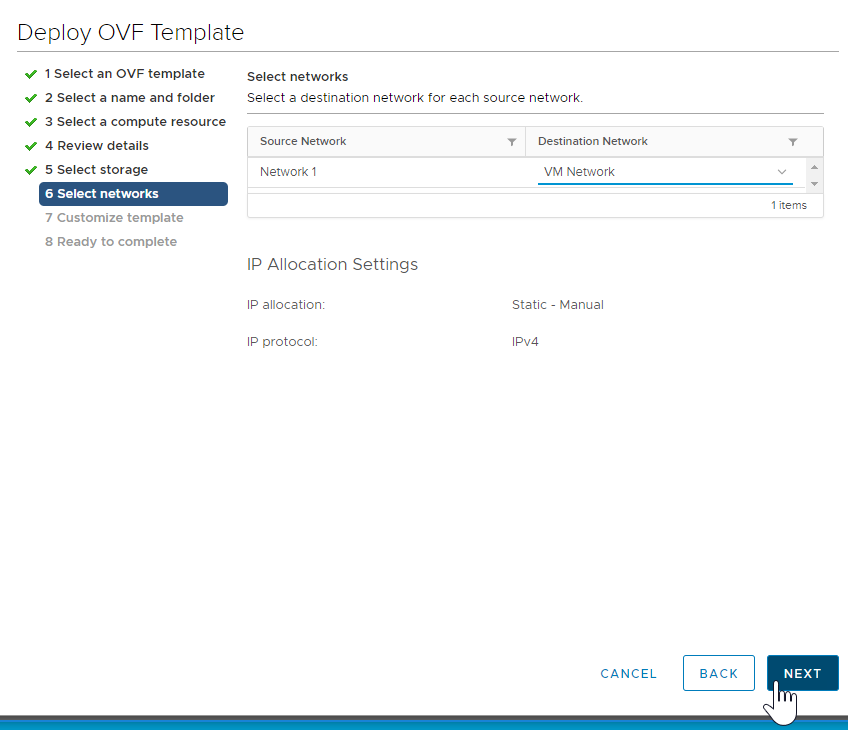 Deploy OVF Template
1 Select an OVF template
2 Select a name and folder
3 Select a compute resource
4 Review details
5 Select storage
6 Select networks
7 Customize template
8 Ready to complete
Select networks
Select a destination network for each source network.
Source Network Destination Network
Network 1 VM Network
1 items
IP Allocation Settings
IP allocation: Static - Manual
IP protocol: IPv4
CANCEL BACK NEXT